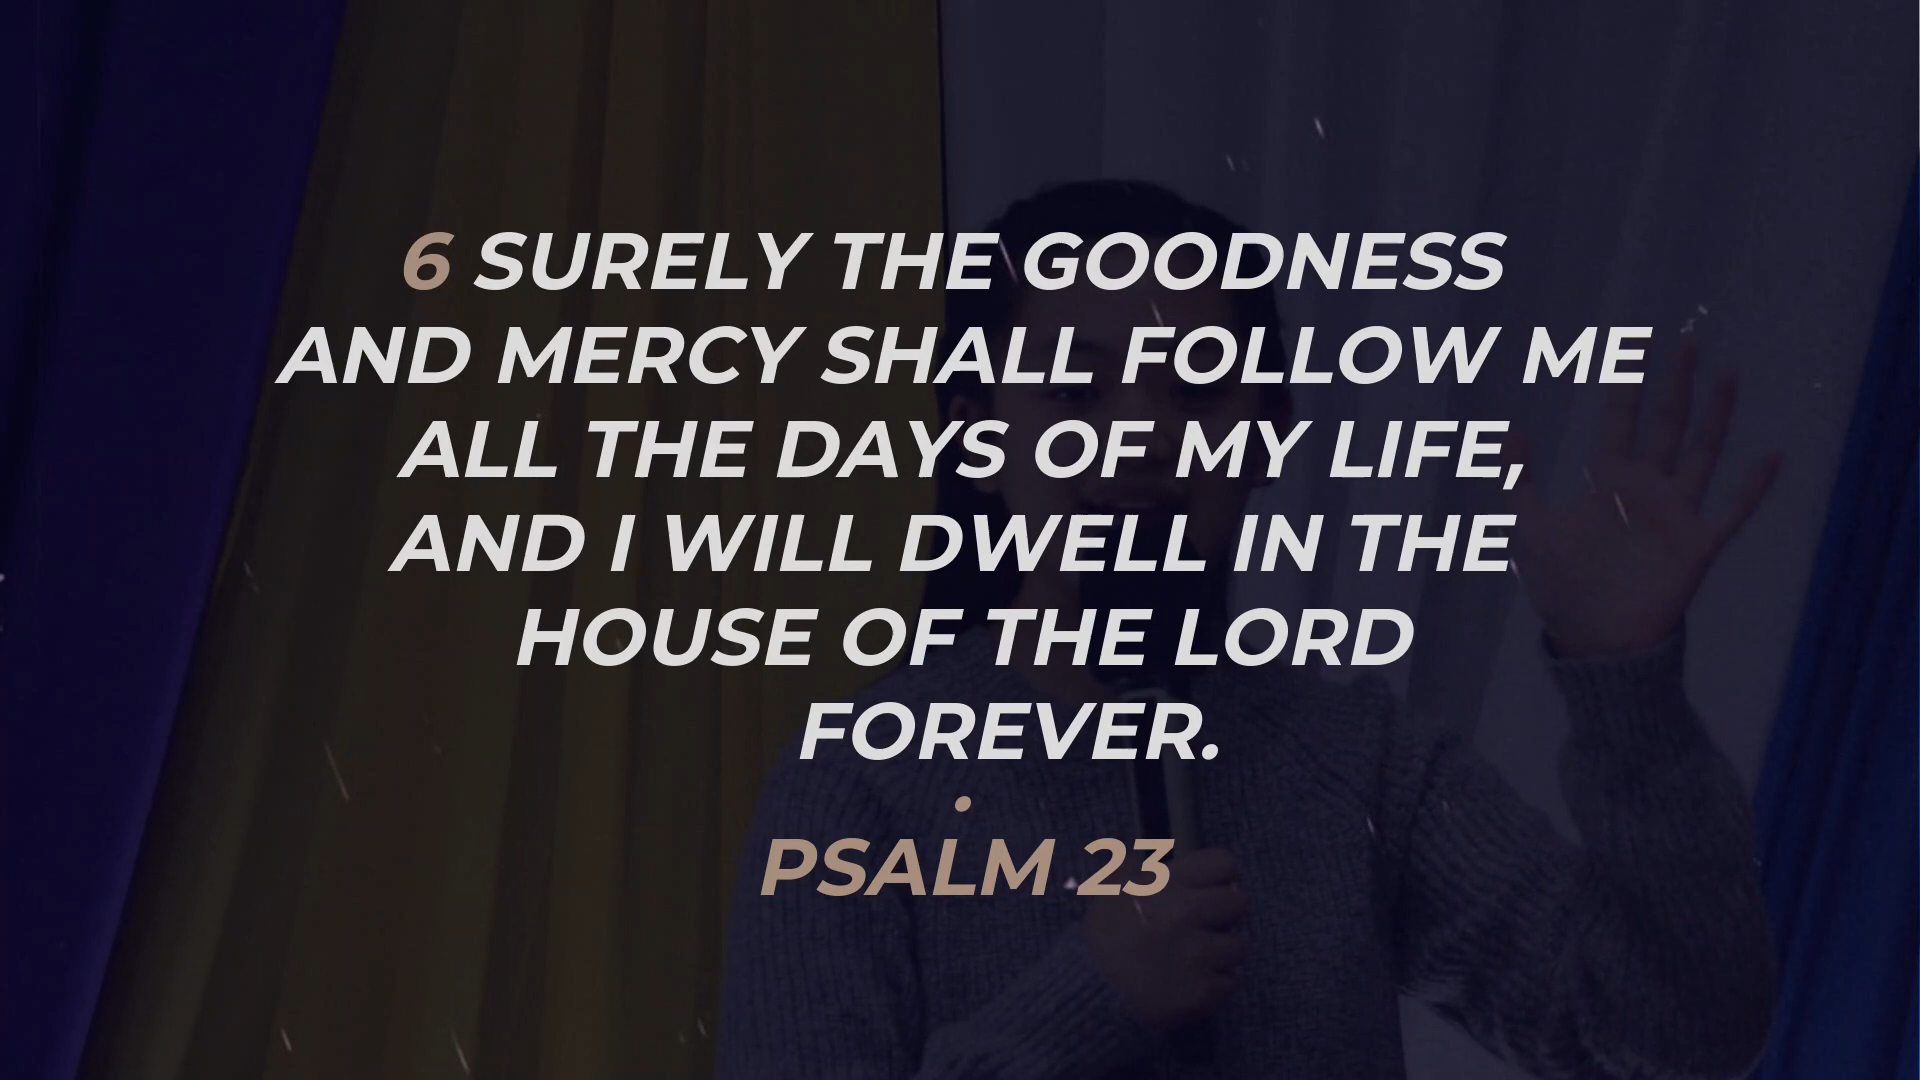 6 SURELY THE GOODNESS
AND MERCY SHALL FOLLOW ME
ALL THE DAYS OF MY LIFE,
AND I WILL DWELL IN THE
HOUSE OF THE LORD
FOREVER.
.
PSALM 23